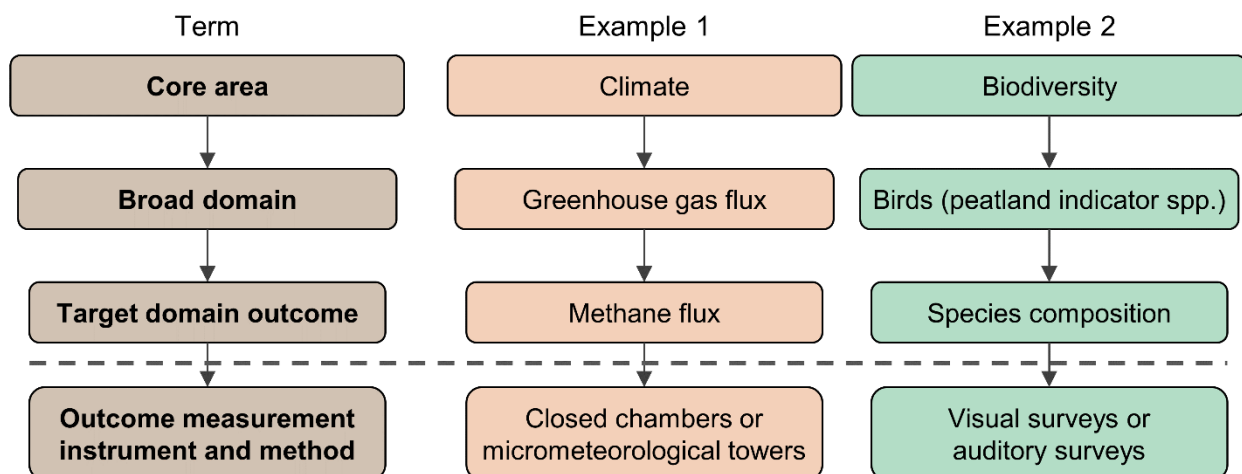 Term
Example 1
Example 2
Core area
Climate
Biodiversity
Broad domain
Greenhouse gas flux
Birds (peatland indicator spp.)
Target domain outcome
Methane flux
Species composition
Outcome measurement
instrument and method
Closed chambers or
micrometeorological towers
Visual surveys or
auditory surveys